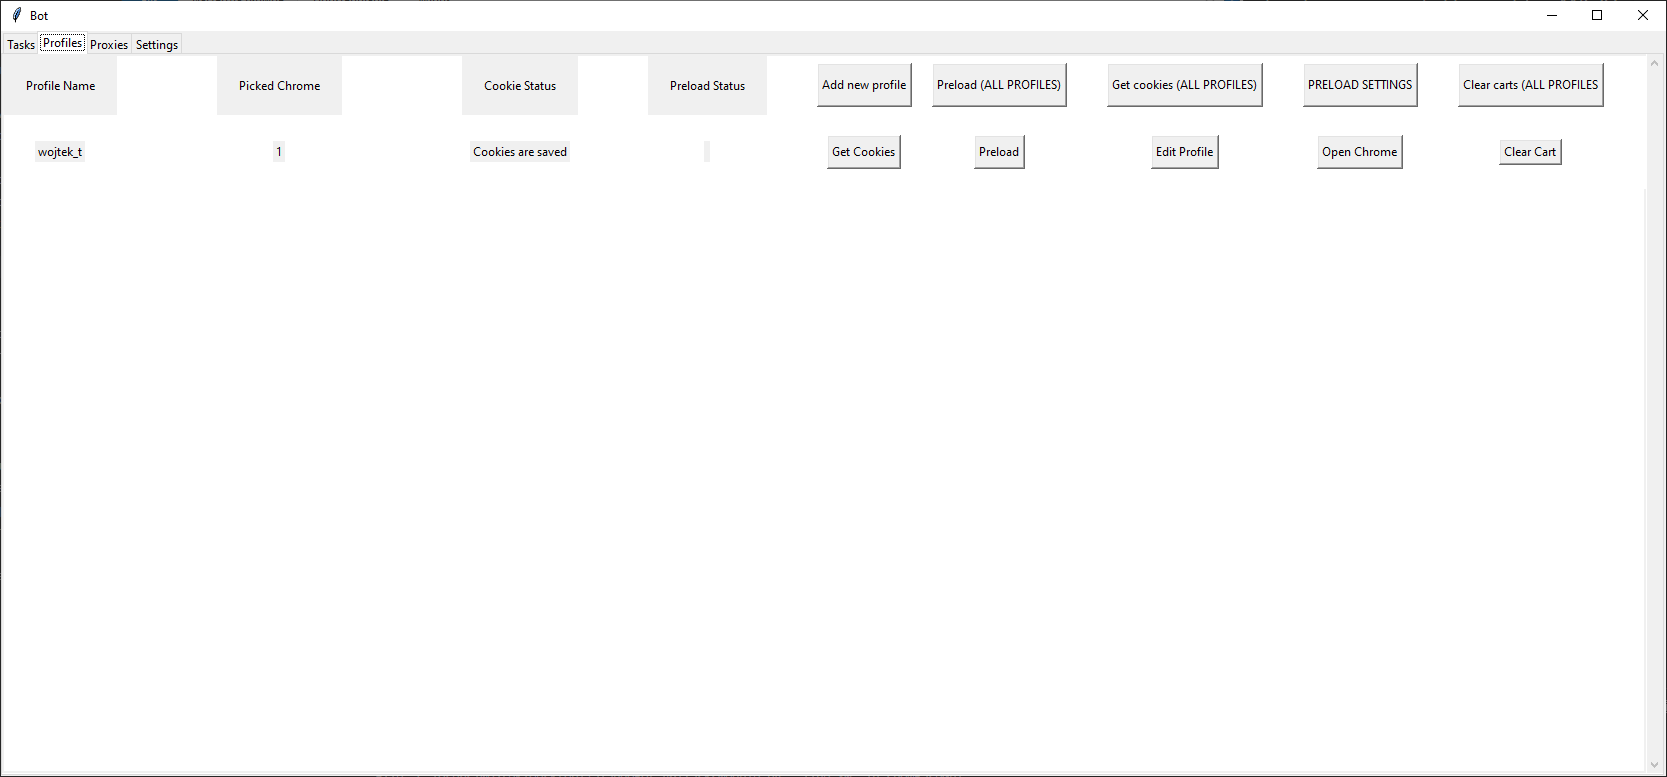 Bot
Tasks Profiles Proxies Settings
Profile Name Picked Chrome Cookie Status Preload Status Add new profile Preload (ALL PROFILES) Get cookies (ALL PROFILES) PRELOAD SETTINGS Clear carts (ALL PROFILES
wojtek_t 1 Cookies are saved Get Cookies Preload Edit Profile Open Chrome Clear Cart